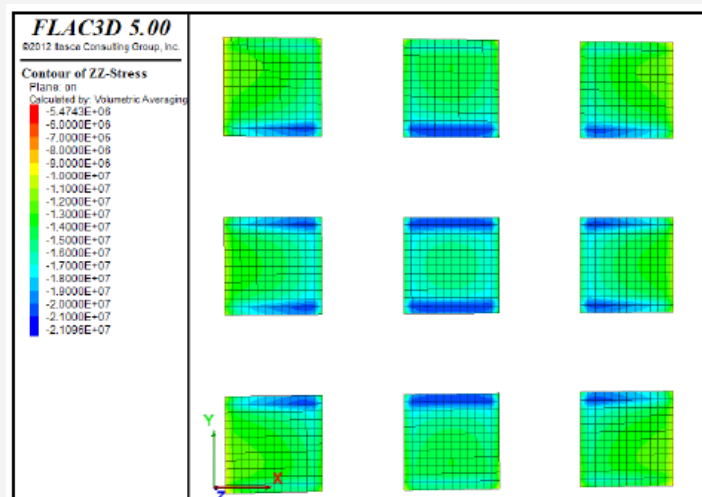 FLAC3D 5.00
©2012 Itasca Consulting Group, Inc.
Contour of ZZ-Stress
Plane: on
Calculated by: Volumetric Averaging
-5.4743E+06
-6.0000E+06
-7.0000E+06
-8.0000E+06
-9.0000E+06
-1.0000E+07
-1.1000E+07
-1.2000E+07
-1.3000E+07
-1.4000E+07
-1.5000E+07
-1.6000E+07
-1.7000E+07
-1.8000E+07
-1.9000E+07
-2.0000E+07
-2.1000E+07
-2.1096E+07
Y
X
Z